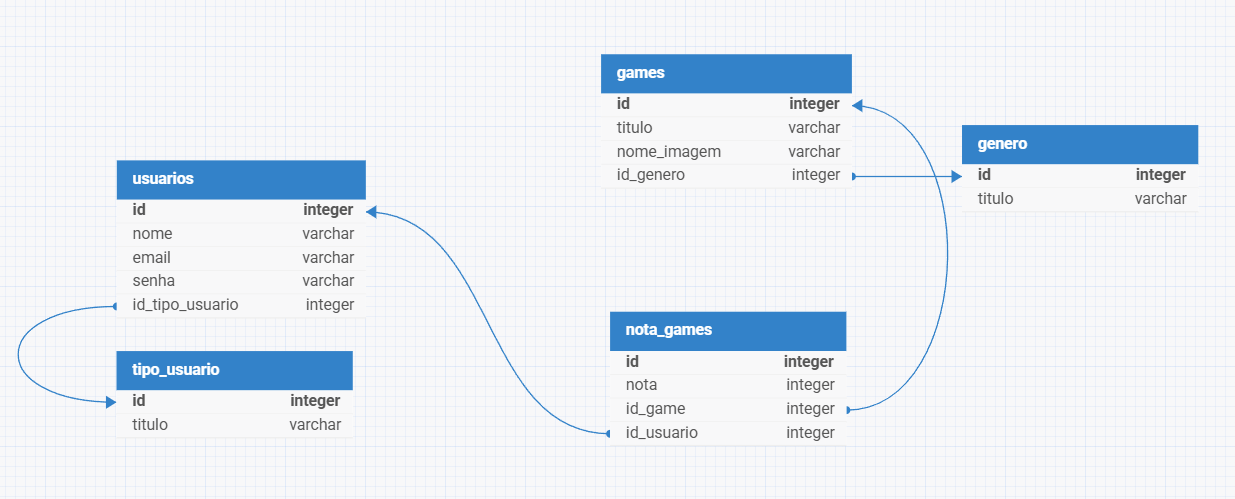 games
id integer
titulo varchar
nome_imagem varchar
id_genero integer
genero
id integer
titulo varchar
usuarios
id integer
nome varchar
email varchar
senha varchar
id_tipo_usuario integer
nota_games
id integer
nota integer
id_game integer
id_usuario integer
tipo_usuario
id integer
titulo varchar